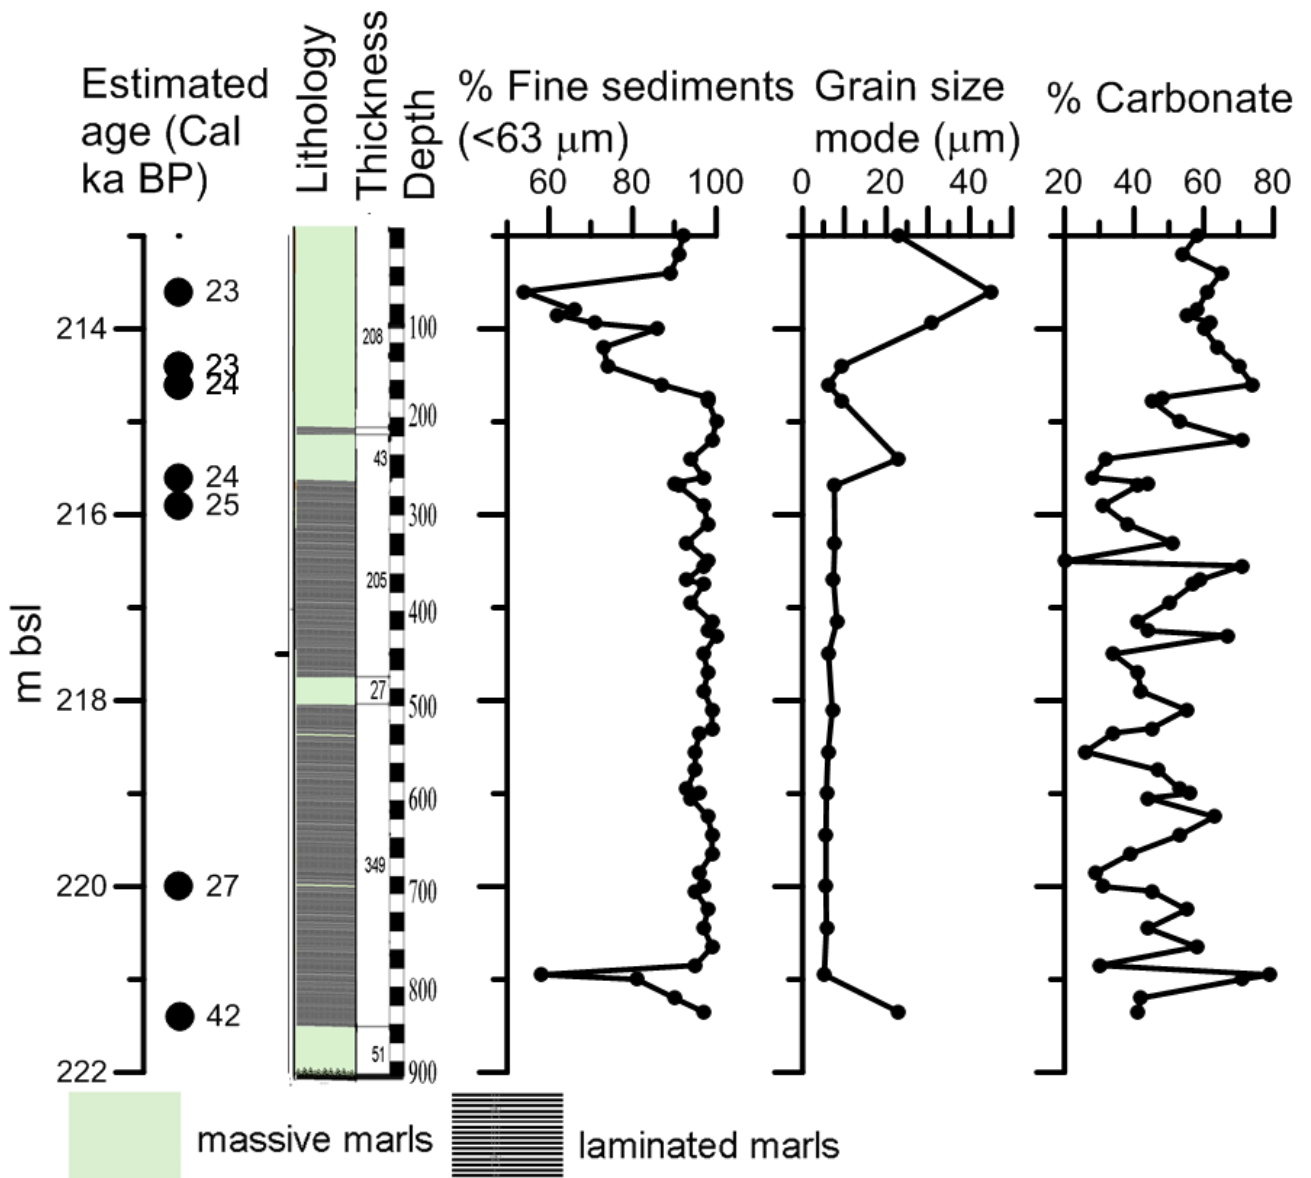 Estimated
age (Cal
ka BP)
Lithology
Thickness
Depth
% Fine sediments
(<63 μm)
Grain size
mode (μm)
% Carbonate
60 80 100
0 20 40
20 40 60 80
m bsl
214
216
218
220
222
23
23
24
24
25
27
42
208
43
205
27
349
51
100
200
300
400
500
600
700
800
900
massive marls
laminated marls